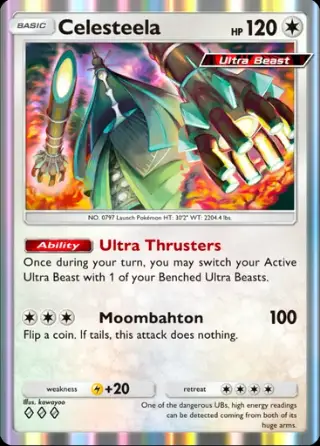 BASIC Celesteela HP 120
Ultra Beast
NO. 0797 Launch Pokémon HT: 30'2" WT: 2204.4 lbs.
Ability Ultra Thrusters
Once during your turn, you may switch your Active
Ultra Beast with 1 of your Benched Ultra Beasts.
Moombahton 100
Flip a coin. If tails, this attack does nothing.
weakness +20 retreat
Illus. kawayoo
One of the dangerous UBs, high energy readings
can be detected coming from both of its
huge arms.